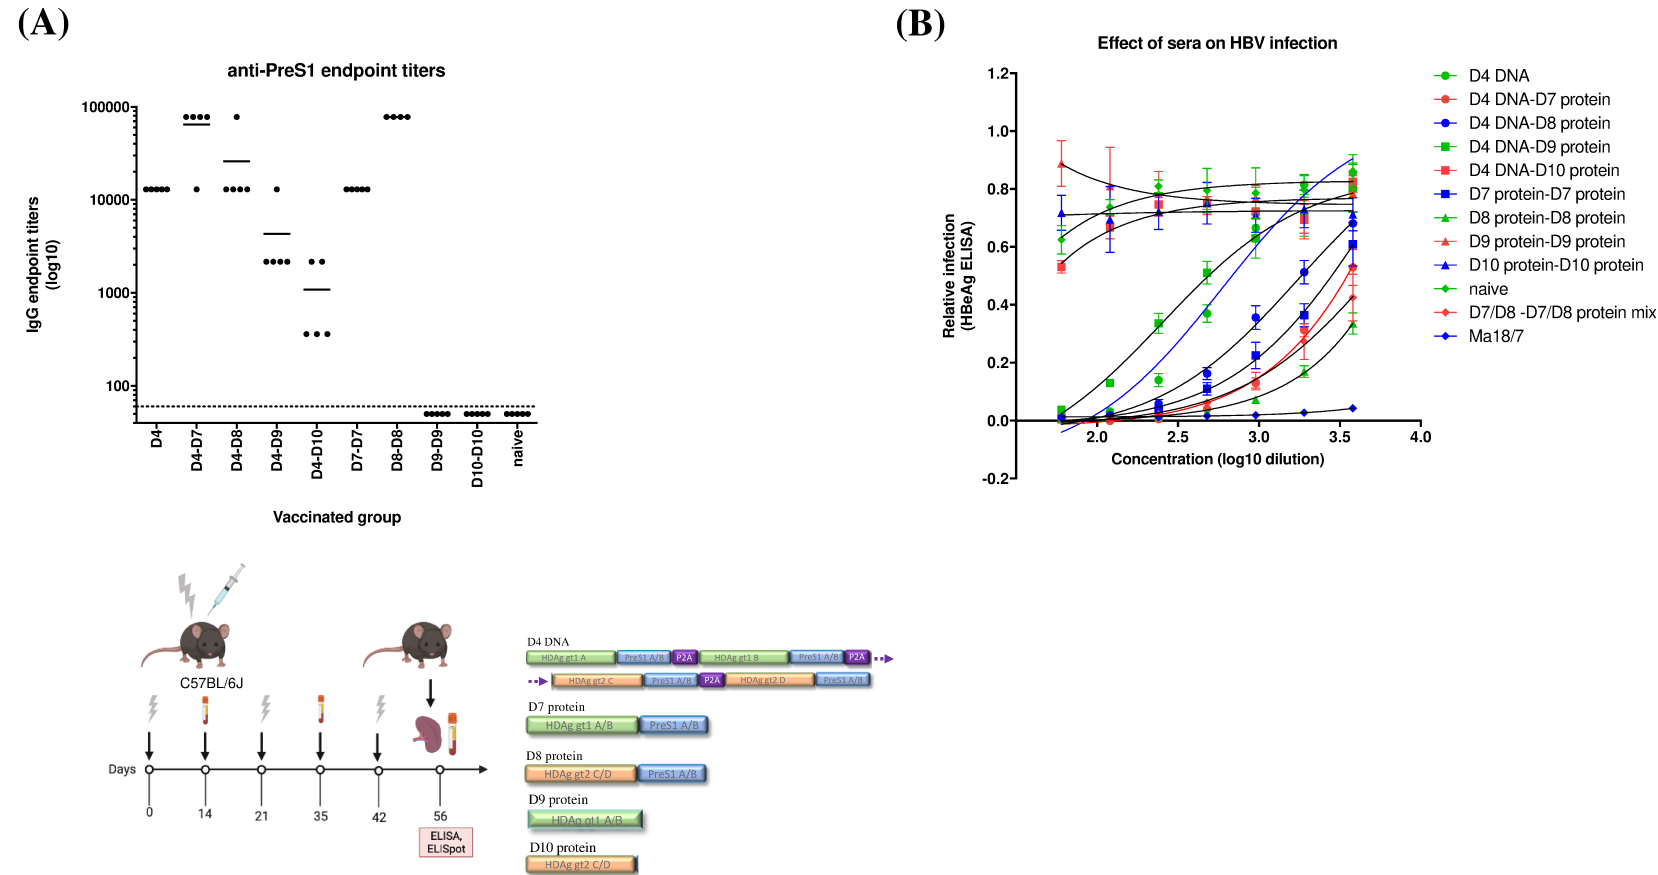 (A)
anti-PreS1 endpoint titers
IgG endpoint titers
(log10)
100000
10000
1000
100
D4
D4-D7
D4-D8
D4-D9
D4-D10
D7-D7
D8-D8
D9-D9
D10-D10
naive
Vaccinated group
(B)
Effect of sera on HBV infection
Relative infection
(HBeAg ELISA)
1.2
1.0
0.8
0.6
0.4
0.2
0.0
-0.2
2.0
2.5
3.0
3.5
4.0
Concentration (log10 dilution)
D4 DNA
D4 DNA-D7 protein
D4 DNA-D8 protein
D4 DNA-D9 protein
D4 DNA-D10 protein
D7 protein-D7 protein
D8 protein-D8 protein
D9 protein-D9 protein
D10 protein-D10 protein
naive
D7/D8 -D7/D8 protein mix
Ma18/7
C57BL/6J
Days
0
14
21
35
42
56
ELISA,
ELISpot
D4 DNA
HDAg gt1 A PreS1 A/B P2A HDAg gt1 B PreS1 A/B P2A
HDAg gt2 C PreS1 A/B P2A HDAg gt2 D PreS1 A/B
D7 protein
HDAg gt1 A/B PreS1 A/B
D8 protein
HDAg gt2 C/D PreS1 A/B
D9 protein
HDAg gt1 A/B
D10 protein
HDAg gt2 C/D